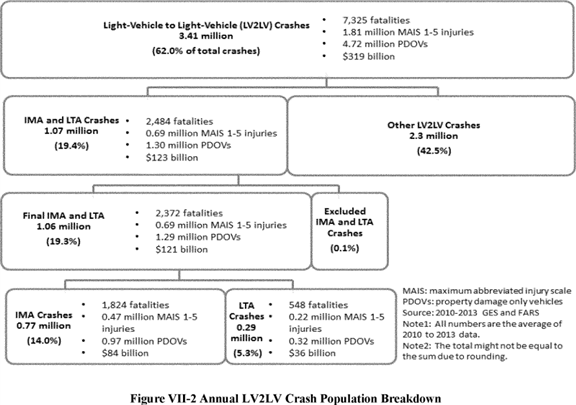 Light-Vehicle to Light-Vehicle (LV2LV) Crashes
3.41 million
(62.0% of total crashes)
• 7,325 fatalities
• 1.81 million MAIS 1-5 injuries
• 4.72 million PDOVs
• $319 billion
IMA and LTA Crashes
1.07 million
(19.4%)
• 2,484 fatalities
• 0.69 million MAIS 1-5 injuries
• 1.30 million PDOVs
• $123 billion
Other LV2LV Crashes
2.3 million
(42.5%)
Final IMA and LTA
1.06 million
(19.3%)
• 2,372 fatalities
• 0.69 million MAIS 1-5 injuries
• 1.29 million PDOVs
• $121 billion
Excluded
IMA and LTA
Crashes
(0.1%)
IMA Crashes
0.77 million
(14.0%)
• 1,824 fatalities
• 0.47 million MAIS 1-5
injuries
• 0.97 million PDOVs
• $84 billion
LTA
Crashes
0.29
million
(5.3%)
• 548 fatalities
• 0.22 million MAIS 1-5
injuries
• 0.32 million PDOVs
• $36 billion
MAIS: maximum abbreviated injury scale
PDOVs: property damage only vehicles
Source: 2010-2013 GES and FARS
Note1: All numbers are the average of
2010 to 2013 data.
Note2: The total might not be equal to
the sum due to rounding.
Figure VII-2 Annual LV2LV Crash Population Breakdown